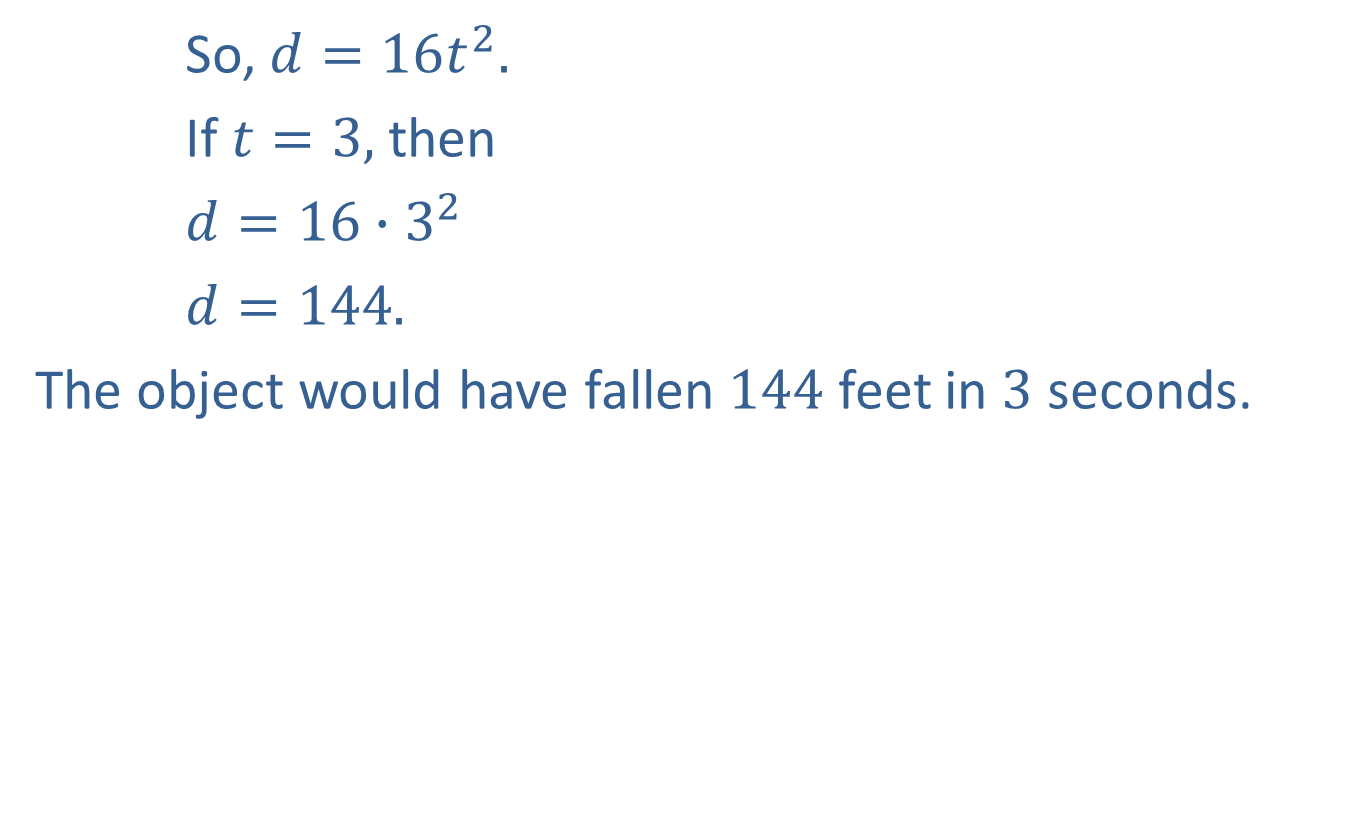 So, d = 16t².
If t = 3, then
d = 16 · 3²
d = 144.
The object would have fallen 144 feet in 3 seconds.